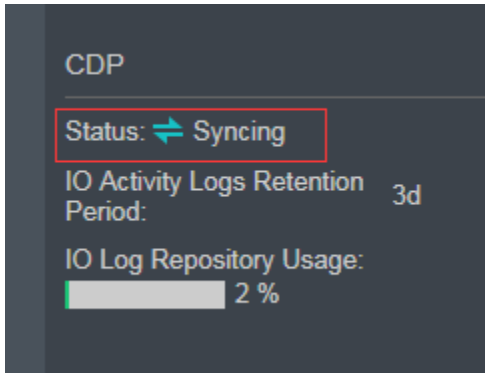 CDP
Status: Syncing
IO Activity Logs Retention
Period:
3d
IO Log Repository Usage:
2 %